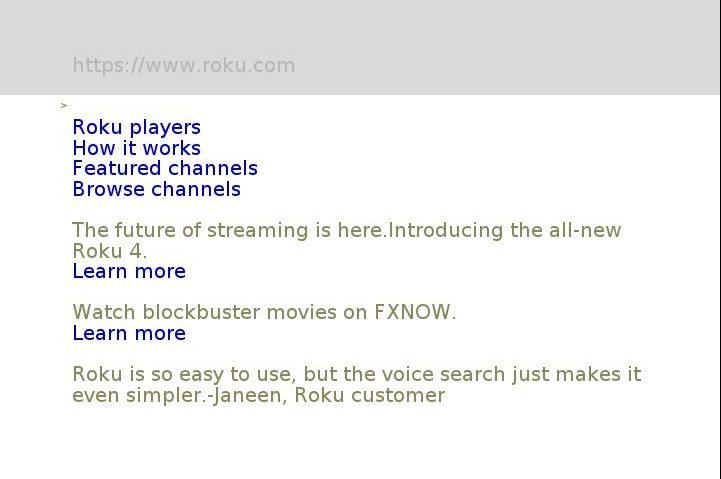 https://www.roku.com
>
Roku players
How it works
Featured channels
Browse channels
The future of streaming is here.Introducing the all-new
Roku 4.
Learn more
Watch blockbuster movies on FXNOW.
Learn more
Roku is so easy to use, but the voice search just makes it
even simpler.-Janeen, Roku customer